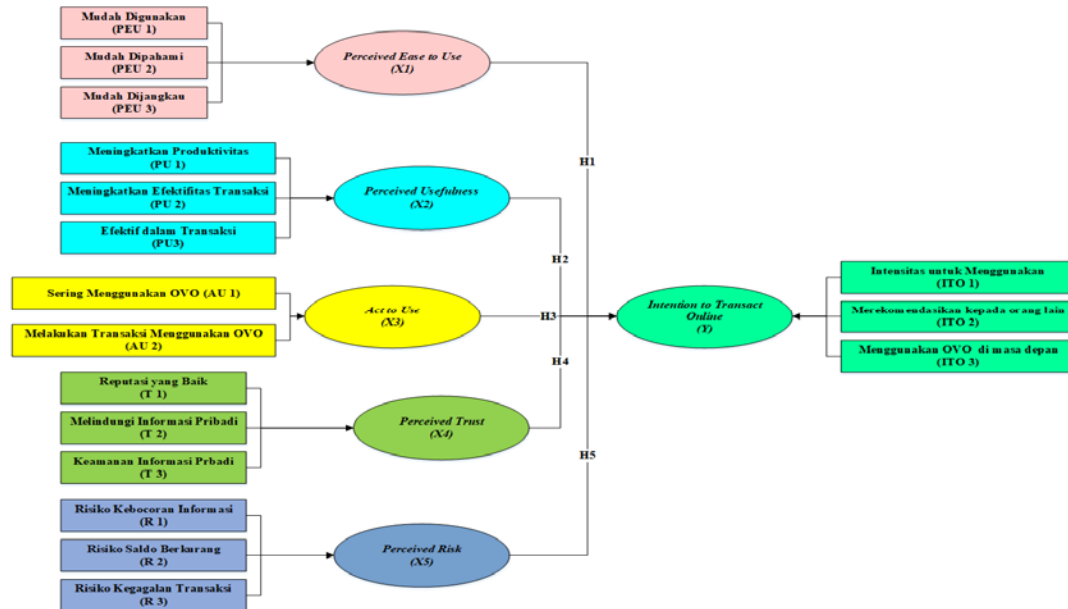 Mudah Digunakan
(PEU 1)
Mudah Dipahami
(PEU 2)
Mudah Dijangkau
(PEU 3)
Perceived Ease to Use
(X1)
H1
Meningkatkan Produktivitas
(PU 1)
Meningkatkan Efektifitas Transaksi
(PU 2)
Efektif dalam Transaksi
(PU3)
Perceived Usefulness
(X2)
H2
Sering Menggunakan OVO (AU 1)
Melakukan Transaksi Menggunakan OVO
(AU 2)
Act to Use
(X3)
H3
Intention to Transact
Online
(Y)
Intensitas untuk Menggunakan
(ITO 1)
Merekomendasikan kepada orang lain
(ITO 2)
Menggunakan OVO di masa depan
(ITO 3)
H4
Reputasi yang Baik
(T 1)
Melindungi Informasi Pribadi
(T 2)
Keamanan Informasi Prbadi
(T 3)
Perceived Trust
(X4)
H5
Risiko Kebocoran Informasi
(R 1)
Risiko Saldo Berkurang
(R 2)
Risiko Kegagalan Transaksi
(R 3)
Perceived Risk
(X5)